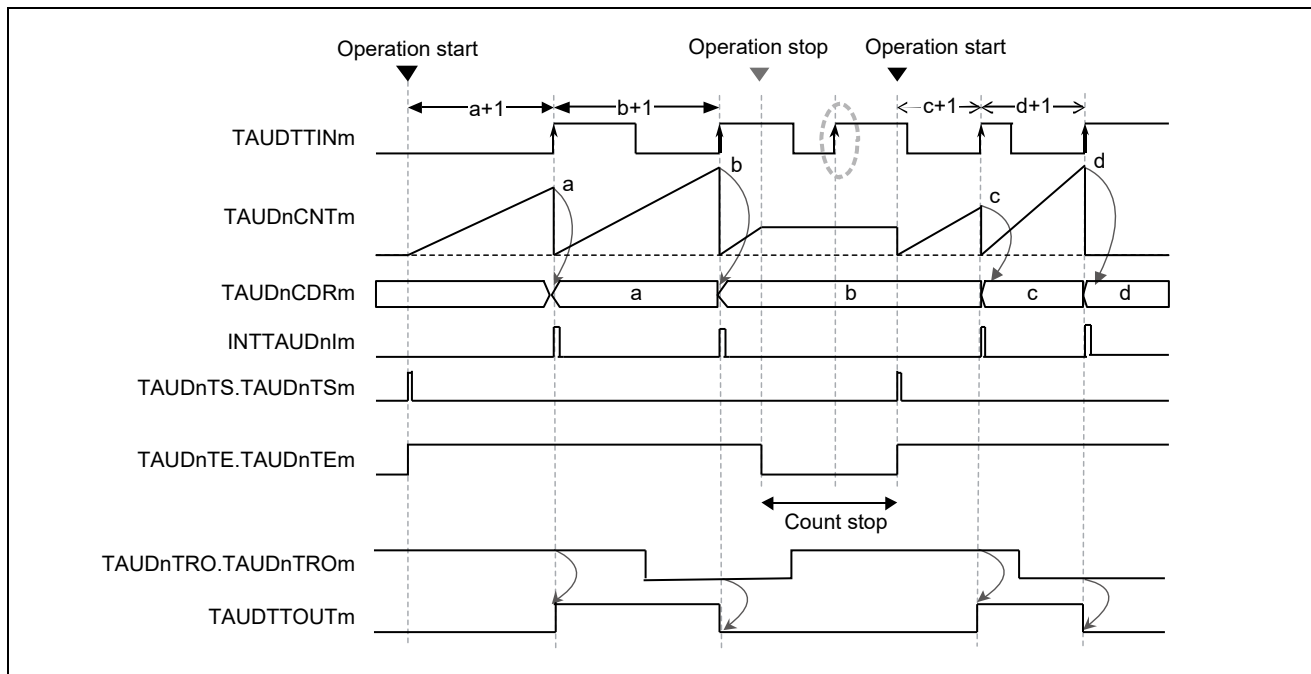 Operation start
Operation stop
Operation start
a+1
b+1
c+1
d+1
TAUDTTINm
a
b
c
d
TAUDnCNTm
TAUDnCDRm
a
b
c
d
INTTAUDnIm
TAUDnTS.TAUDnTSm
TAUDnTE.TAUDnTEm
Count stop
TAUDnTRO.TAUDnTROm
TAUDTTOUTm